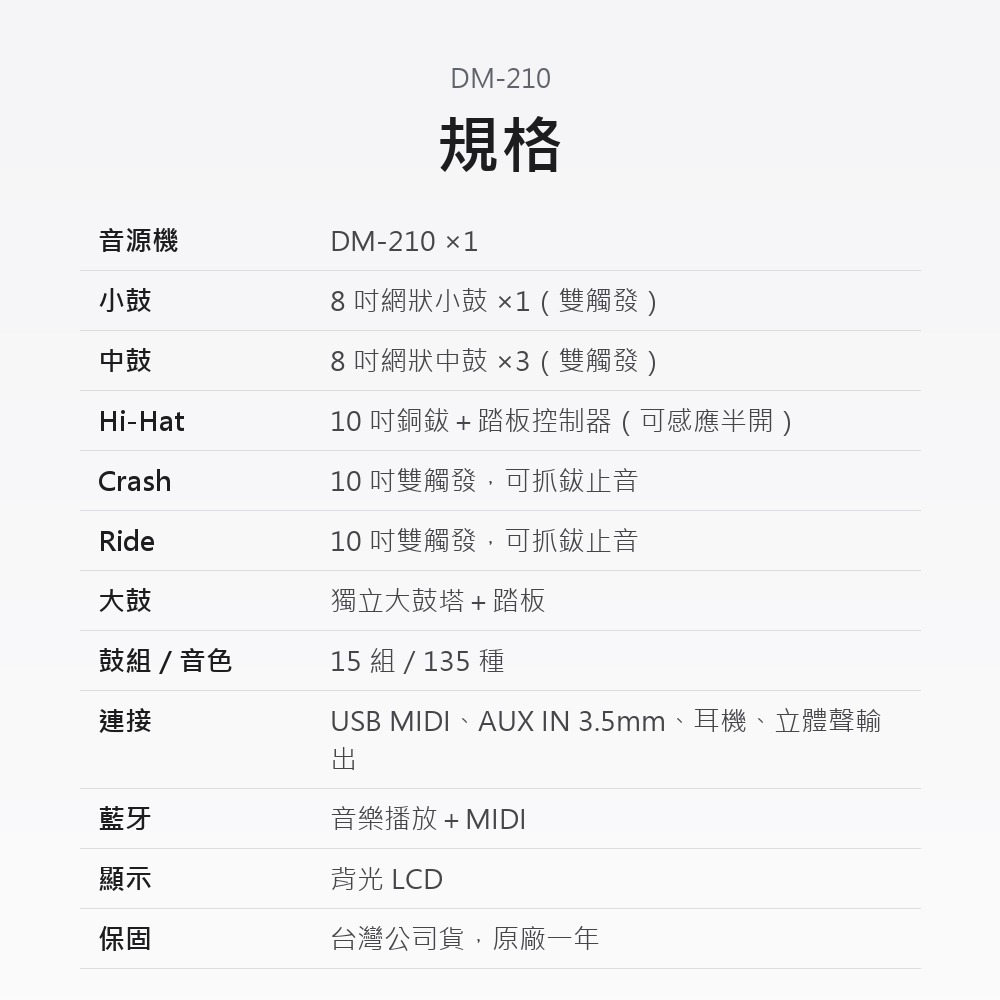 DM-210
規格
音源機 DM-210 ×1
小鼓 8 吋網狀小鼓 ×1（雙觸發）
中鼓 8 吋網狀中鼓 ×3（雙觸發）
Hi-Hat 10 吋銅鈸 + 踏板控制器（可感應半開）
Crash 10 吋雙觸發，可抓鈸止音
Ride 10 吋雙觸發，可抓鈸止音
大鼓 獨立大鼓塔 + 踏板
鼓組 / 音色 15 組 / 135 種
連接 USB MIDI、AUX IN 3.5mm、耳機、立體聲輸
出
藍牙 音樂播放 + MIDI
顯示 背光 LCD
保固 台灣公司貨，原廠一年